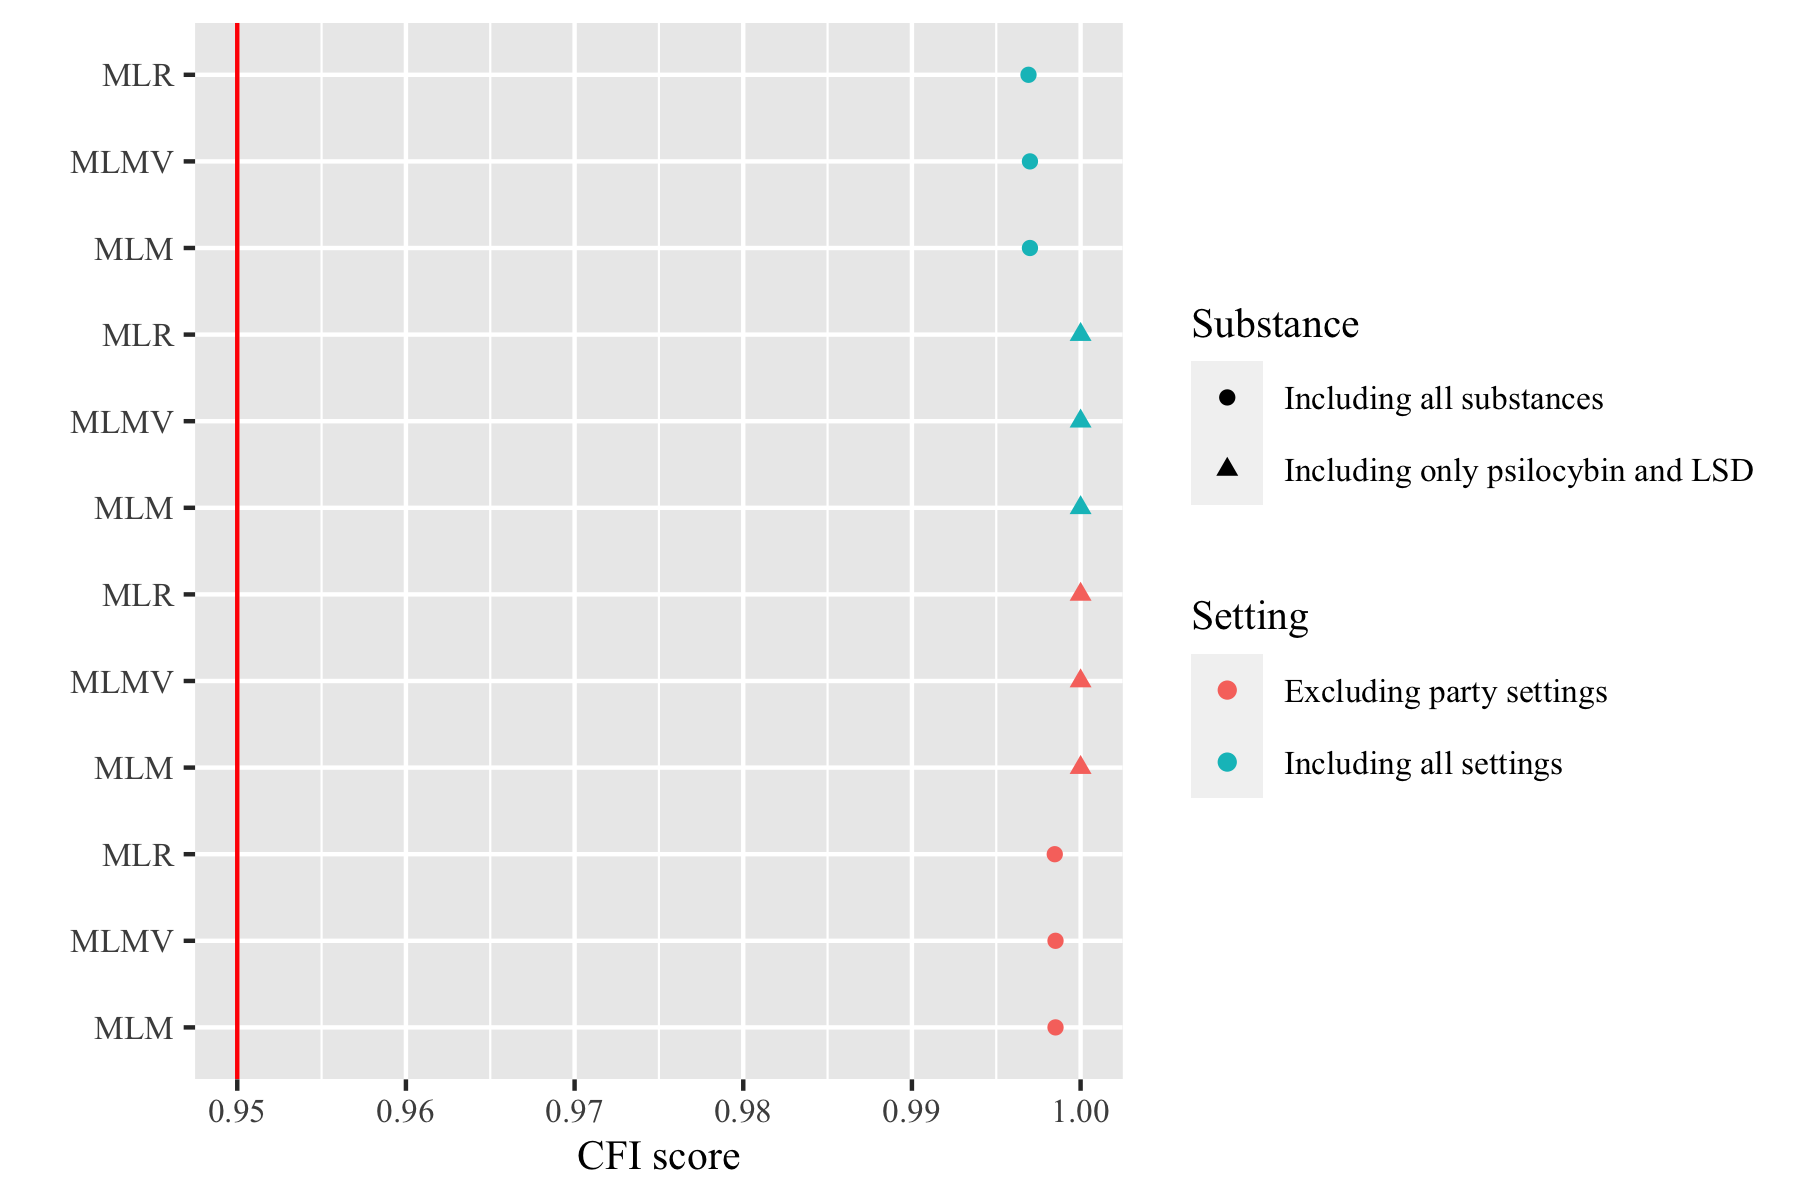 MLR
MLMV
MLM
MLR
MLMV
MLM
MLR
MLMV
MLM
MLR
MLMV
MLM
0.95 0.96 0.97 0.98 0.99 1.00
CFI score
Substance
Including all substances
Including only psilocybin and LSD
Setting
Excluding party settings
Including all settings